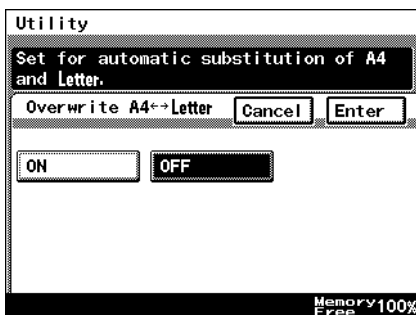 Utility
Set for automatic substitution of A4
and Letter.
Overwrite A4↔Letter Cancel Enter
ON OFF
Memory
Free 100%